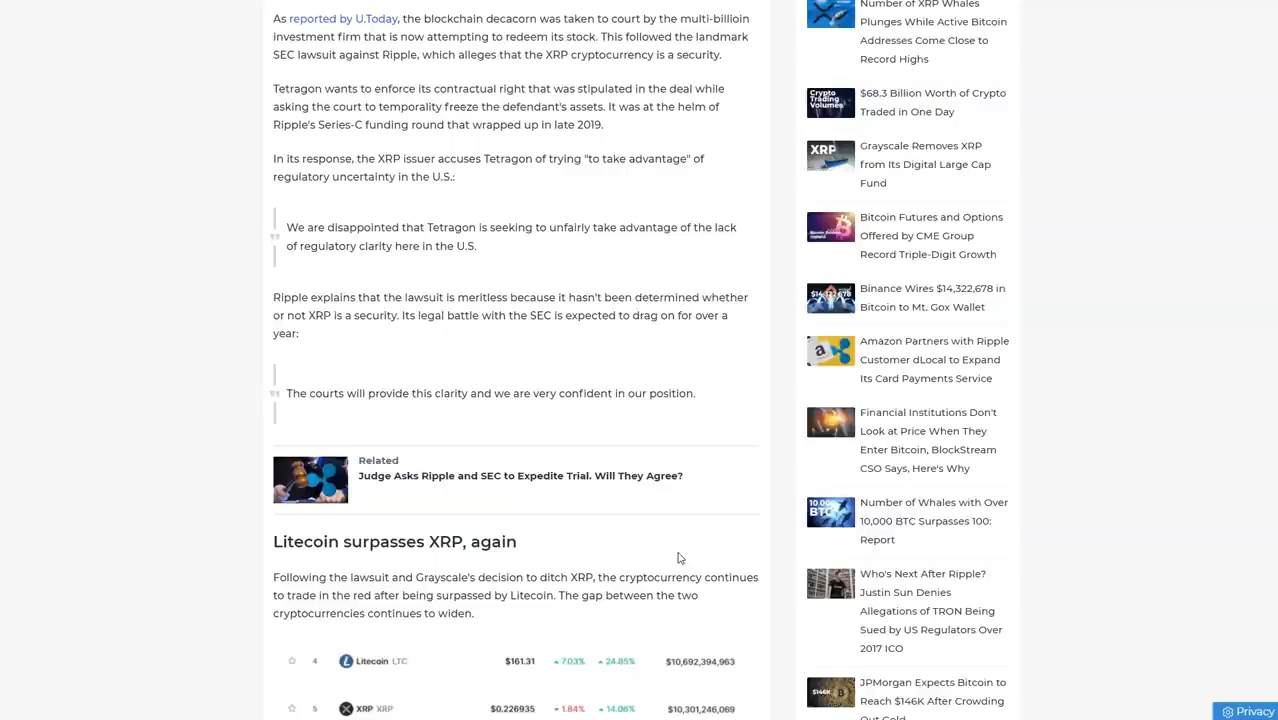 As reported by U.Today, the blockchain decacorn was taken to court by the multi-billioin
investment firm that is now attempting to redeem its stock. This followed the landmark
SEC lawsuit against Ripple, which alleges that the XRP cryptocurrency is a security.
Tetragon wants to enforce its contractual right that was stipulated in the deal while
asking the court to temporality freeze the defendant's assets. It was at the helm of
Ripple's Series-C funding round that wrapped up in late 2019.
In its response, the XRP issuer accuses Tetragon of trying "to take advantage" of
regulatory uncertainty in the U.S.:
We are disappointed that Tetragon is seeking to unfairly take advantage of the lack
of regulatory clarity here in the U.S.
Ripple explains that the lawsuit is meritless because it hasn't been determined whether
or not XRP is a security. Its legal battle with the SEC is expected to drag on for over a
year:
The courts will provide this clarity and we are very confident in our position.
Related
Judge Asks Ripple and SEC to Expedite Trial. Will They Agree?
Litecoin surpasses XRP, again
Following the lawsuit and Grayscale's decision to ditch XRP, the cryptocurrency continues
to trade in the red after being surpassed by Litecoin. The gap between the two
cryptocurrencies continues to widen.
4 Litecoin LTC $161.31 7.03% 24.85% $10,692,394,963
5 XRP XRP $0.226935 1.84% 14.06% $10,301,246,069
Number of XRP Whales
Plunges While Active Bitcoin
Addresses Come Close to
Record Highs
Crypto
Trading
Volumes
$68.3 Billion Worth of Crypto
Traded in One Day
XRP
Grayscale Removes XRP
from Its Digital Large Cap
Fund
Bitcoin Futures and Options
Offered by CME Group
Record Triple-Digit Growth
$14,322,678
Binance Wires $14,322,678 in
Bitcoin to Mt. Gox Wallet
a
Amazon Partners with Ripple
Customer dLocal to Expand
Its Card Payments Service
Financial Institutions Don't
Look at Price When They
Enter Bitcoin, BlockStream
CSO Says, Here's Why
10 000
BTC
Number of Whales with Over
10,000 BTC Surpasses 100:
Report
Who's Next After Ripple?
Justin Sun Denies
Allegations of TRON Being
Sued by US Regulators Over
2017 ICO
$146K
JPMorgan Expects Bitcoin to
Reach $146K After Crowding
Out Gold
Privacy